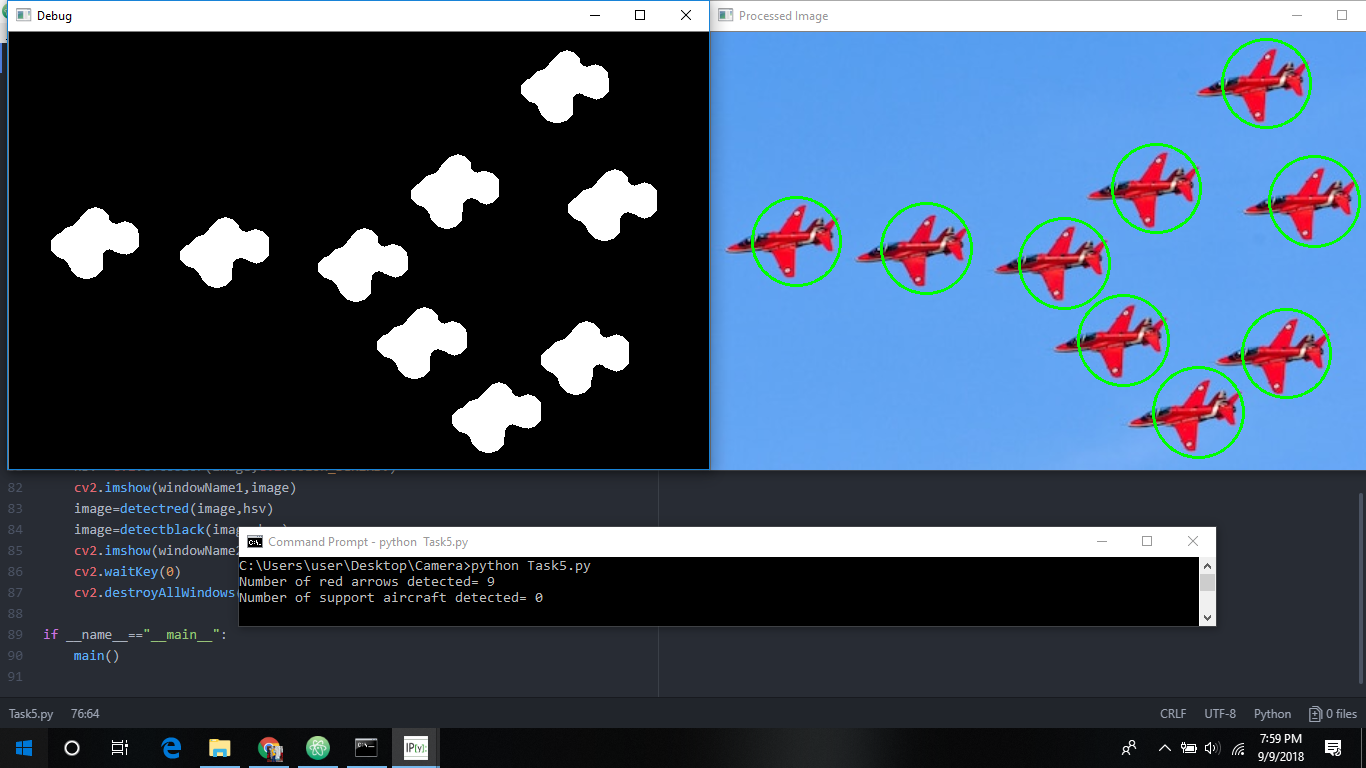 Debug
Processed Image
82 cv2.imshow(windowName1,image)
83 image=detectred(image,hsv)
84 image=detectblack(ima
85 cv2.imshow(windowName
86 cv2.waitKey(0)
87 cv2.destroyAllWindows
88
89 if __name__=="__main__":
90 main()
91
Command Prompt - python Task5.py
C:\Users\user\Desktop\Camera>python Task5.py
Number of red arrows detected= 9
Number of support aircraft detected= 0
Task5.py 76:64 CRLF UTF-8 Python 0 files
IP[y]:
7:59 PM
9/9/2018